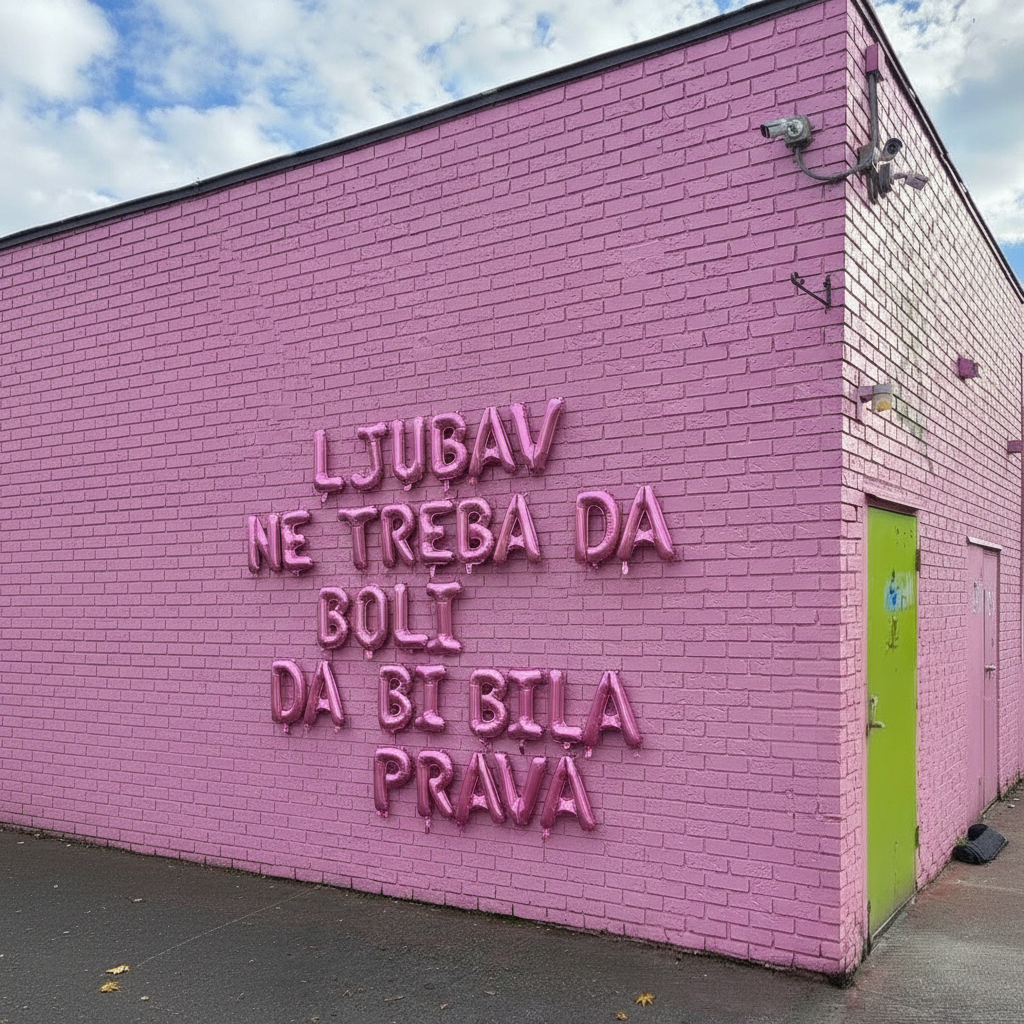 LJUBAV
NE TREBA DA
BOLI
DA BI BILA
PRAVA